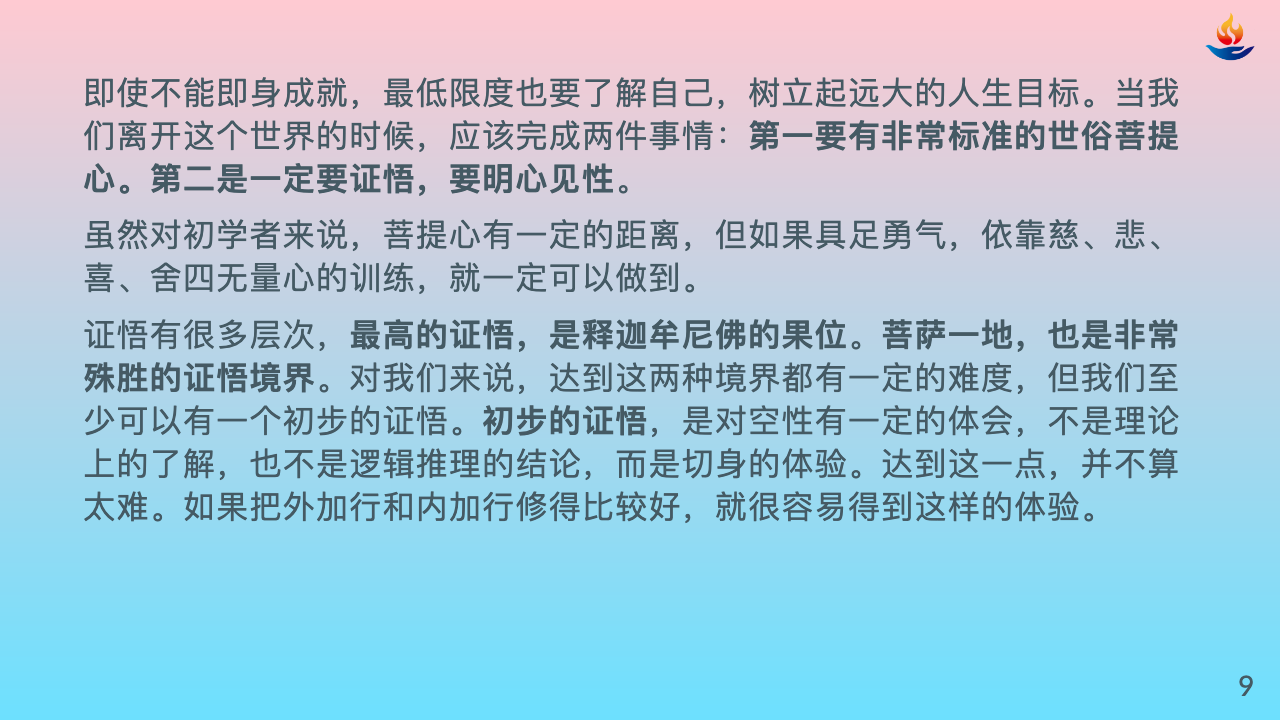 即使不能即身成就，最低限度也要了解自己，树立起远大的人生目标。当我
们离开这个世界的时候，应该完成两件事情：第一要有非常标准的世俗菩提
心。第二是一定要证悟，要明心见性。
虽然对初学者来说，菩提心有一定的距离，但如果具足勇气，依靠慈、悲、
喜、舍四无量心的训练，就一定可以做到。
证悟有很多层次，最高的证悟，是释迦牟尼佛的果位。菩萨一地，也是非常
殊胜的证悟境界。对我们来说，达到这两种境界都有一定的难度，但我们至
少可以有一个初步的证悟。初步的证悟，是对空性有一定的体会，不是理论
上的了解，也不是逻辑推理的结论，而是切身的体验。达到这一点，并不算
太难。如果把外加行和内加行修得比较好，就很容易得到这样的体验。
9